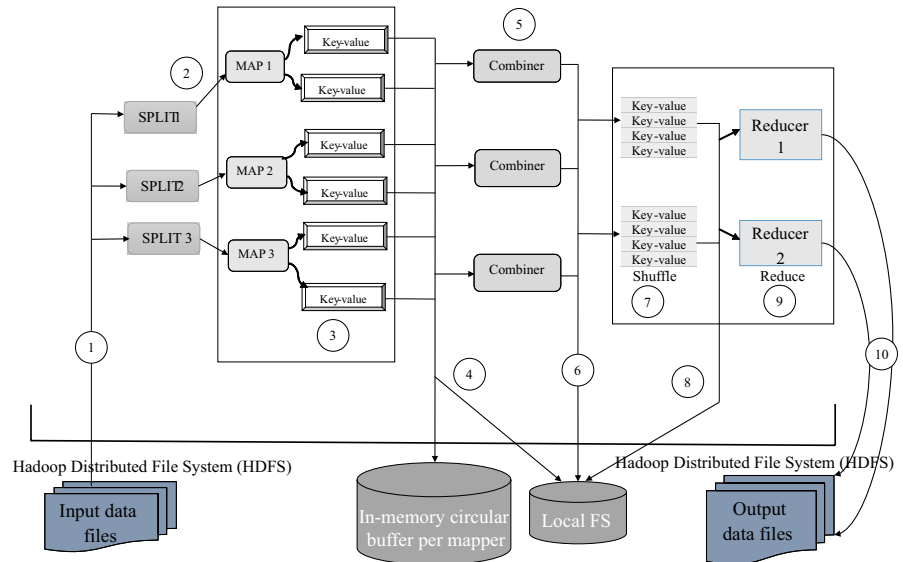 5
Key-value
2
MAP 1
Combiner
Key-value
SPLIT1
Key-value
Key-value
Key-value
Key-value
Reducer
1
Key-value
MAP 2
Combiner
SPLIT2
Key-value
Key-value
Key-value
Key-value
Key-value
Reducer
2
SPLIT 3
Key-value
MAP 3
Combiner
Shuffle
Reduce
Key-value
7
9
3
1
10
4
6
8
Hadoop Distributed File System (HDFS)
Hadoop Distributed File System (HDFS)
Input data
files
In-memory circular
buffer per mapper
Local FS
Output
data files